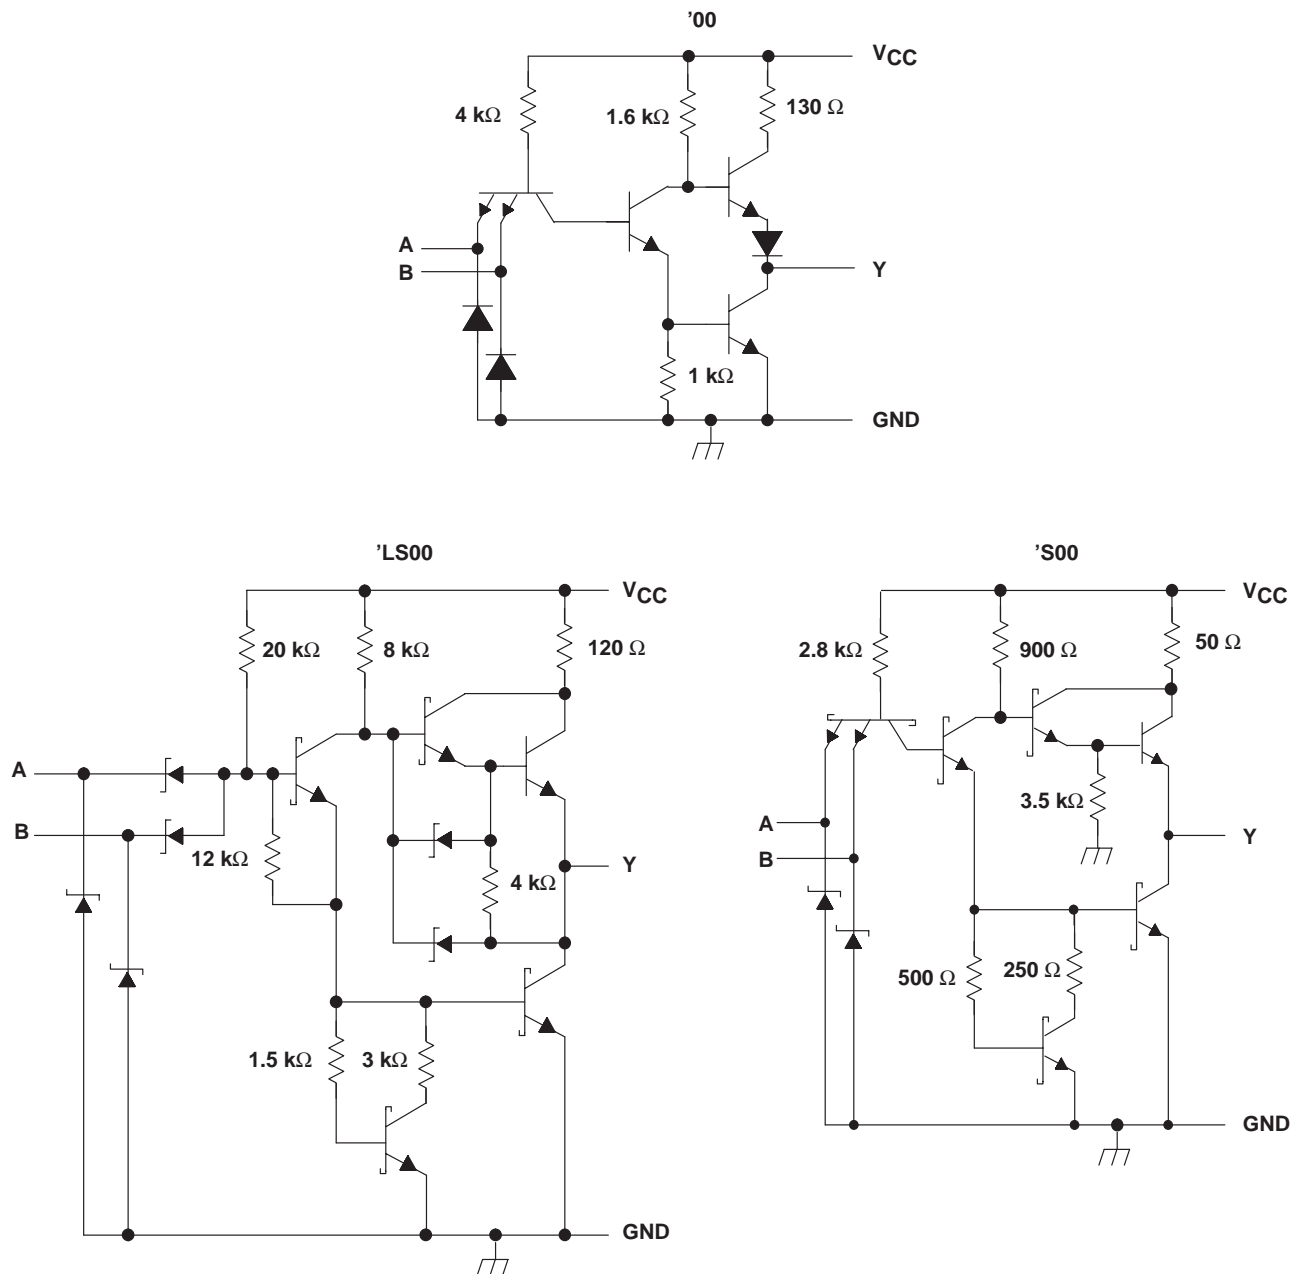 ’00
VCC
4 kΩ
1.6 kΩ
130 Ω
A
B
Y
1 kΩ
GND
’LS00
VCC
20 kΩ
8 kΩ
120 Ω
A
B
12 kΩ
Y
4 kΩ
1.5 kΩ
3 kΩ
GND
’S00
VCC
2.8 kΩ
900 Ω
50 Ω
3.5 kΩ
A
B
Y
500 Ω
250 Ω
GND